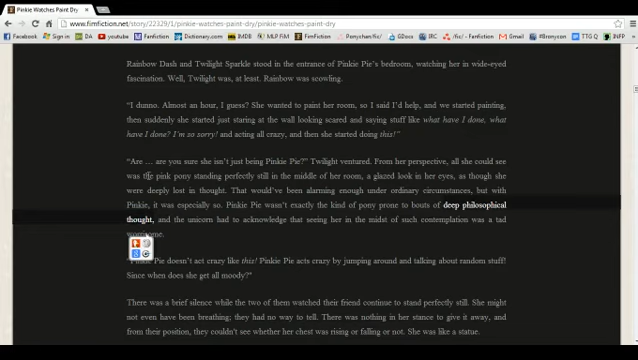 Pinkie Watches Paint Dry
www.fimfiction.net/story/22329/1/pinkie-watches-paint-dry/pinkie-watches-paint-dry
Facebook Sign in youtube Fanfiction Dictionary.com IMDb MLP FiM Fanfiction Ponychan/fic/ GDocs IRC /fic/ - Fanfiction #Bronycon TTG Q INF
Rainbow Dash and Twilight Sparkle stood in the entrance of Pinkie Pie's bedroom, watching her in wide-eyed
fascination. Well, Twilight was, at least. Rainbow was scowling.
“I dunno. Almost an hour, I guess? She wanted to paint her room, so I said I'd help, and we started painting,
then suddenly she started just staring at the wall looking scared and saying stuff like what have I done, what
have I done? I'm so sorry! and acting all crazy, and then she started doing this!”
“Are … are you sure she isn't just being Pinkie Pie?” Twilight ventured. From her perspective, all she could see
was the pink pony standing perfectly still in the middle of her room, a glazed look in her eyes, as though she
were deeply lost in thought. That would've been alarming enough under ordinary circumstances, but with
Pinkie, it was especially so. Pinkie Pie wasn't exactly the kind of pony prone to bouts of deep philosophical
thought, and the unicorn had to acknowledge that seeing her in the midst of such contemplation was a tad
worrisome.
“Pinkie Pie doesn't act crazy like this! Pinkie Pie acts crazy by jumping around and talking about random stuff!
Since when does she get all moody?”
There was a brief silence while the two of them watched their friend continue to stand perfectly still. She might
not even have been breathing; they had no way to tell. There was nothing in her stance to give it away, and
from their position, they couldn't see whether her chest was rising or falling or not. She was like a statue.